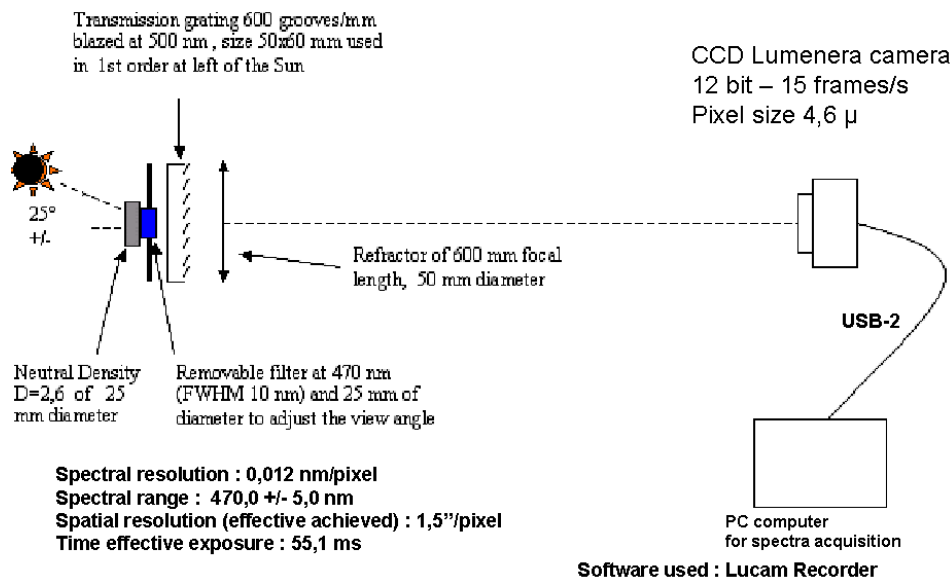 Transmission grating 600 grooves/mm
blazed at 500 nm , size 50x60 mm used
in 1st order at left of the Sun
CCD Lumenera camera
12 bit – 15 frames/s
Pixel size 4,6 µ
25°
+/-
Refractor of 600 mm focal
length, 50 mm diameter
USB-2
Neutral Density
D=2,6 of 25
mm diameter
Removable filter at 470 nm
(FWHM 10 nm) and 25 mm of
diameter to adjust the view angle
Spectral resolution : 0,012 nm/pixel
Spectral range : 470,0 +/- 5,0 nm
Spatial resolution (effective achieved) : 1,5’’/pixel
Time effective exposure : 55,1 ms
PC computer
for spectra acquisition
Software used : Lucam Recorder